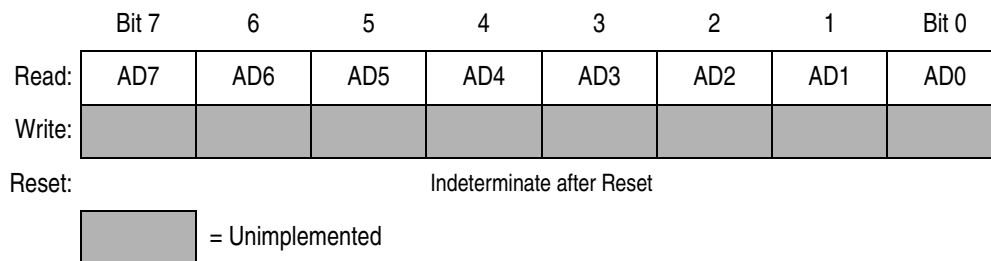 Bit 7 6 5 4 3 2 1 Bit 0
Read: AD7 AD6 AD5 AD4 AD3 AD2 AD1 AD0
Write:
Reset: Indeterminate after Reset
= Unimplemented